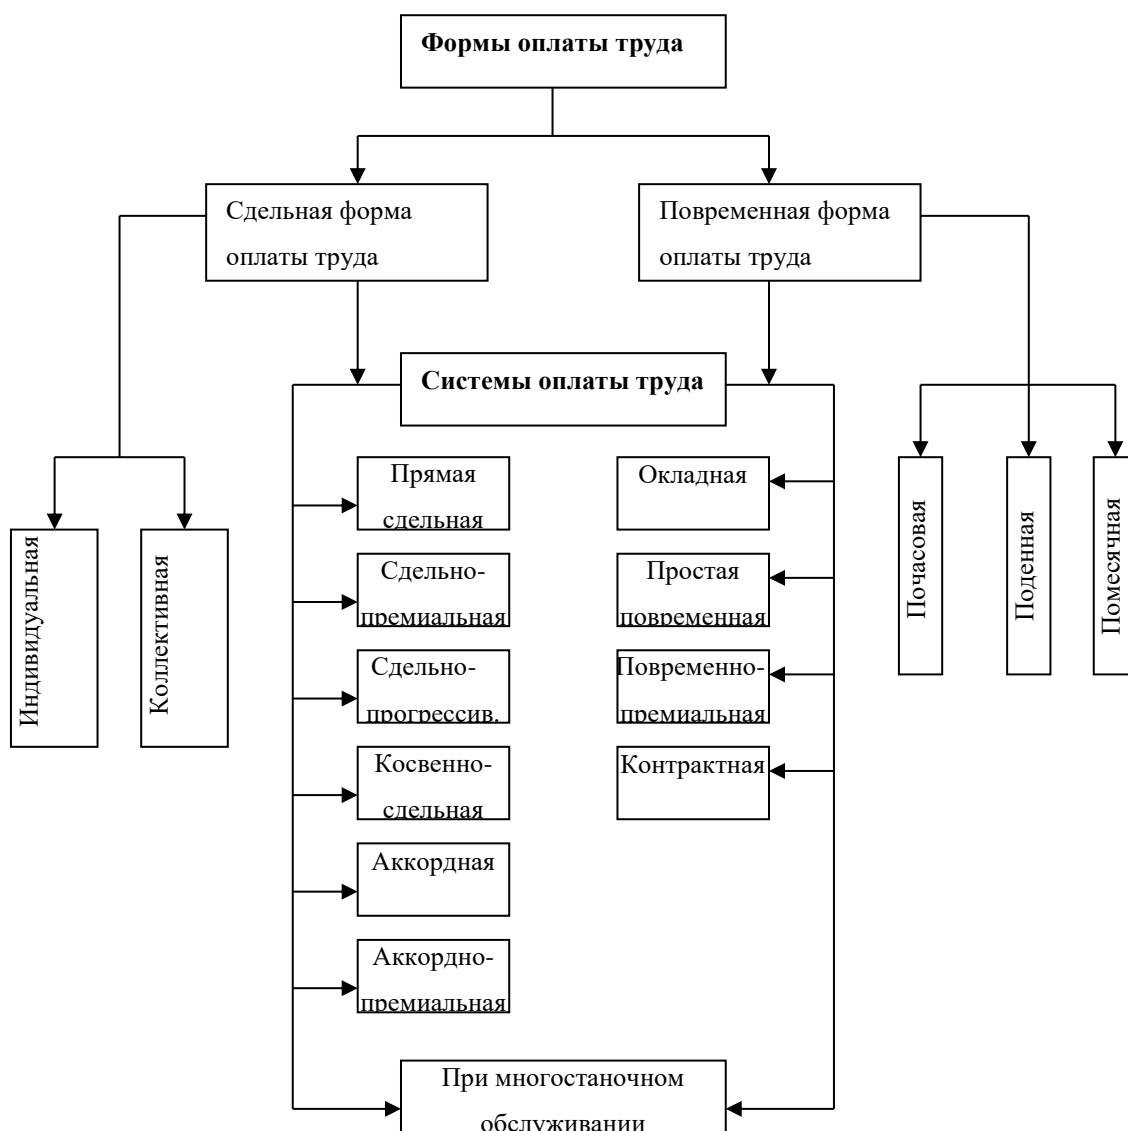 Формы оплаты труда
Сдельная форма
оплаты труда
Повременная форма
оплаты труда
Системы оплаты труда
Индивидуальная
Коллективная
Прямая
сдельная
Сдельно-
премиальная
Сдельно-
прогрессив.
Косвенно-
сдельная
Аккордная
Аккордно-
премиальная
Окладная
Простая
повременная
Повременно-
премиальная
Контрактная
Почасовая
Поденная
Помесячная
При многостаночном
обслуживании